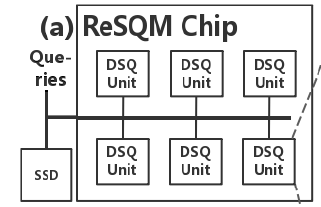 (a) ReSQM Chip
Que-
ries
DSQ
Unit
DSQ
Unit
DSQ
Unit
DSQ
Unit
DSQ
Unit
DSQ
Unit
SSD